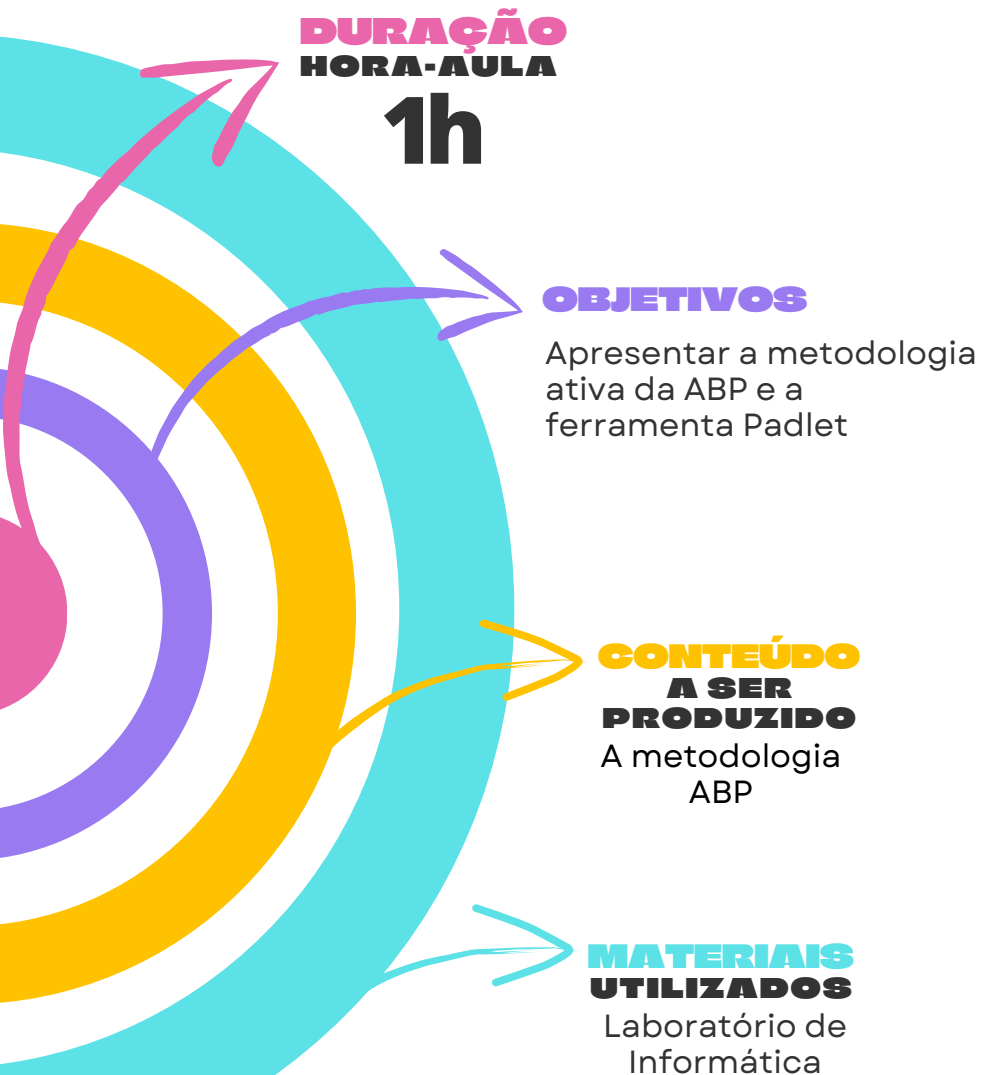 DURAÇÃO
HORA-AULA
1h
OBJETIVOS
Apresentar a metodologia
ativa da ABP e a
ferramenta Padlet
CONTEÚDO
A SER
PRODUZIDO
A metodologia
ABP
MATERIAIS
UTILIZADOS
Laboratório de
Informática